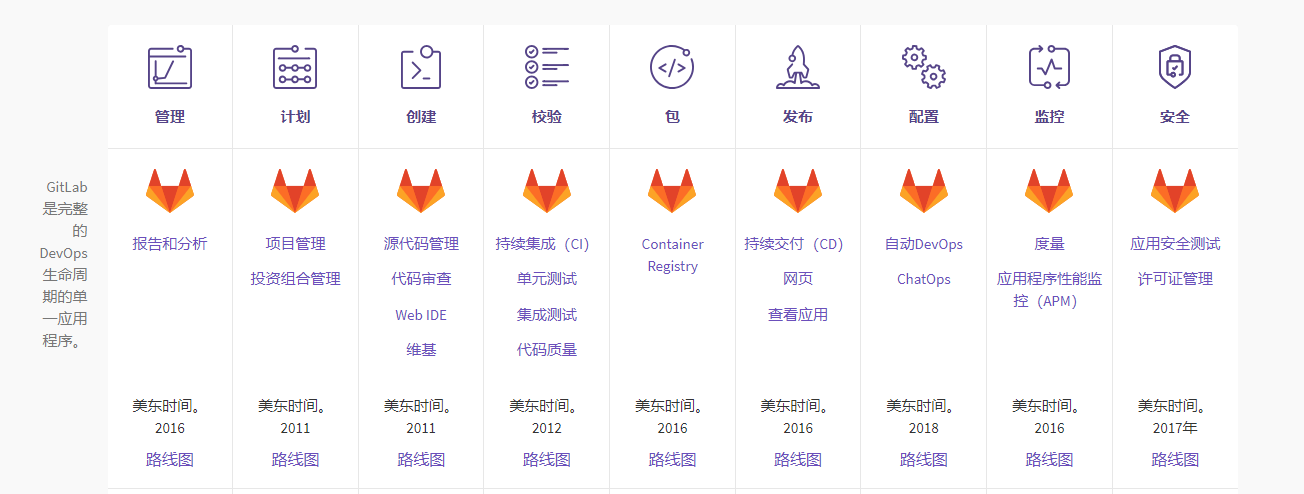 管理 计划 创建 校验 包 发布 配置 监控 安全
GitLab
是完整
的
DevOps
生命周
期的单
一应用
程序。
报告和分析 项目管理 源代码管理 持续集成（CI） Container 持续交付（CD） 自动DevOps 度量 应用安全测试
Registry
投资组合管理 代码审查 单元测试 网页 ChatOps 应用程序性能监 许可证管理
控（APM）
Web IDE 集成测试 查看应用
维基 代码质量
美东时间。 美东时间。 美东时间。 美东时间。 美东时间。 美东时间。 美东时间。 美东时间。 美东时间。
2016 2011 2011 2012 2016 2016 2018 2016 2017年
路线图 路线图 路线图 路线图 路线图 路线图 路线图 路线图 路线图